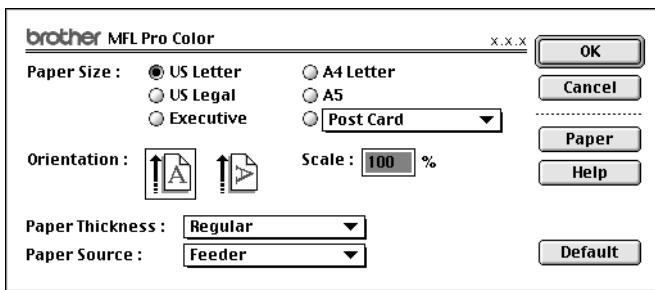 brother MFL Pro Color x.x.x
OK
Paper Size : US Letter A4 Letter
Cancel
US Legal A5
Executive Post Card
Paper
Orientation : A A Scale : 100 %
Help
Paper Thickness : Regular
Paper Source : Feeder
Default